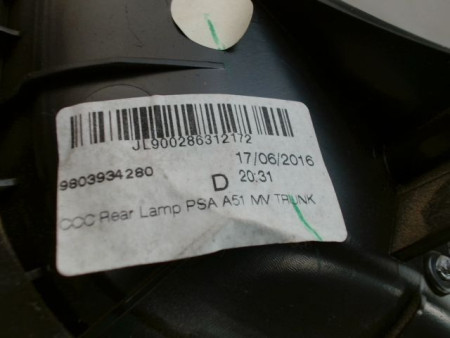 JL900286312172
17/06/2016
9803934280 D 20:31
CCC Rear Lamp PSA A51 MV TRUNK